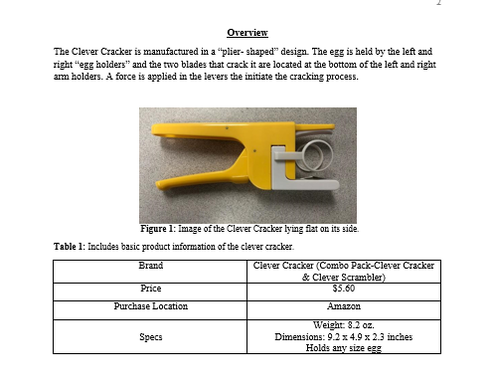 2
Overview
The Clever Cracker is manufactured in a “plier- shaped” design. The egg is held by the left and
right “egg holders” and the two blades that crack it are located at the bottom of the left and right
arm holders. A force is applied in the levers the initiate the cracking process.
Figure 1: Image of the Clever Cracker lying flat on its side.
Table 1: Includes basic product information of the clever cracker.
Brand
Clever Cracker (Combo Pack-Clever Cracker
& Clever Scrambler)
Price
$5.60
Purchase Location
Amazon
Specs
Weight: 8.2 oz.
Dimensions: 9.2 x 4.9 x 2.3 inches
Holds any size egg